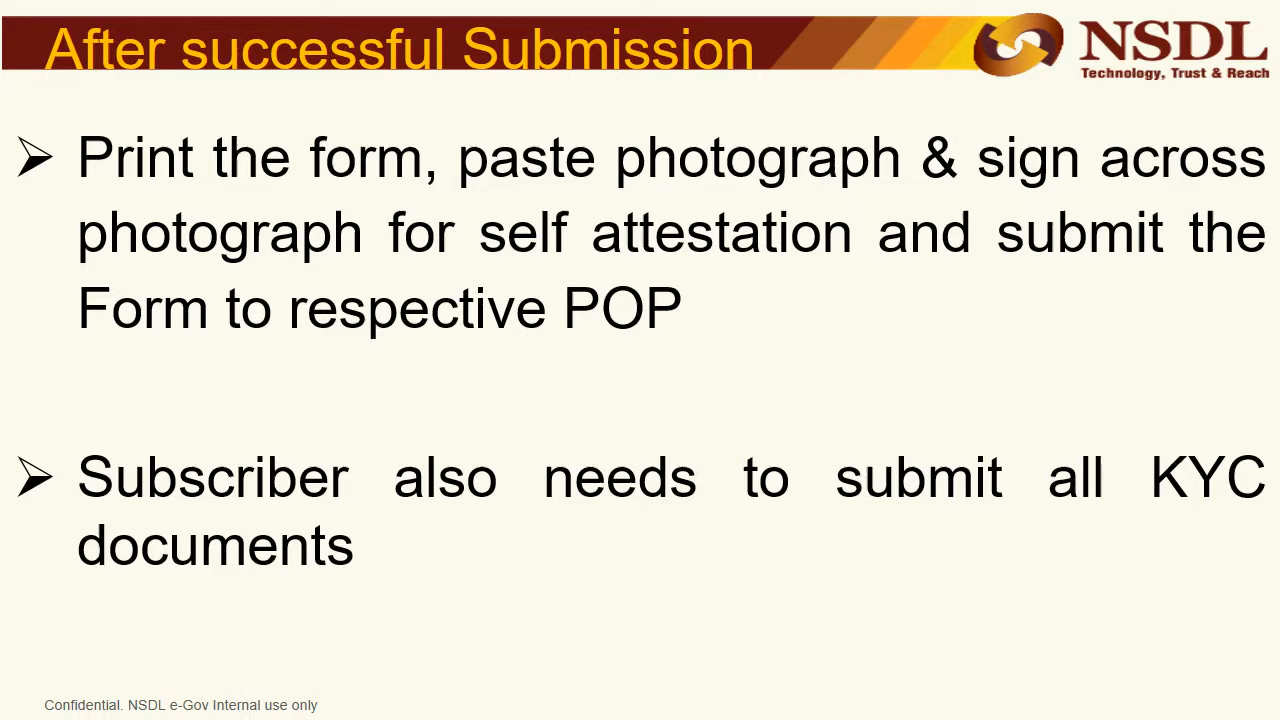 After successful Submission
NSDL
Technology, Trust & Reach
➢ Print the form, paste photograph & sign across
photograph for self attestation and submit the
Form to respective POP
➢ Subscriber also needs to submit all KYC
documents
Confidential. NSDL e-Gov Internal use only